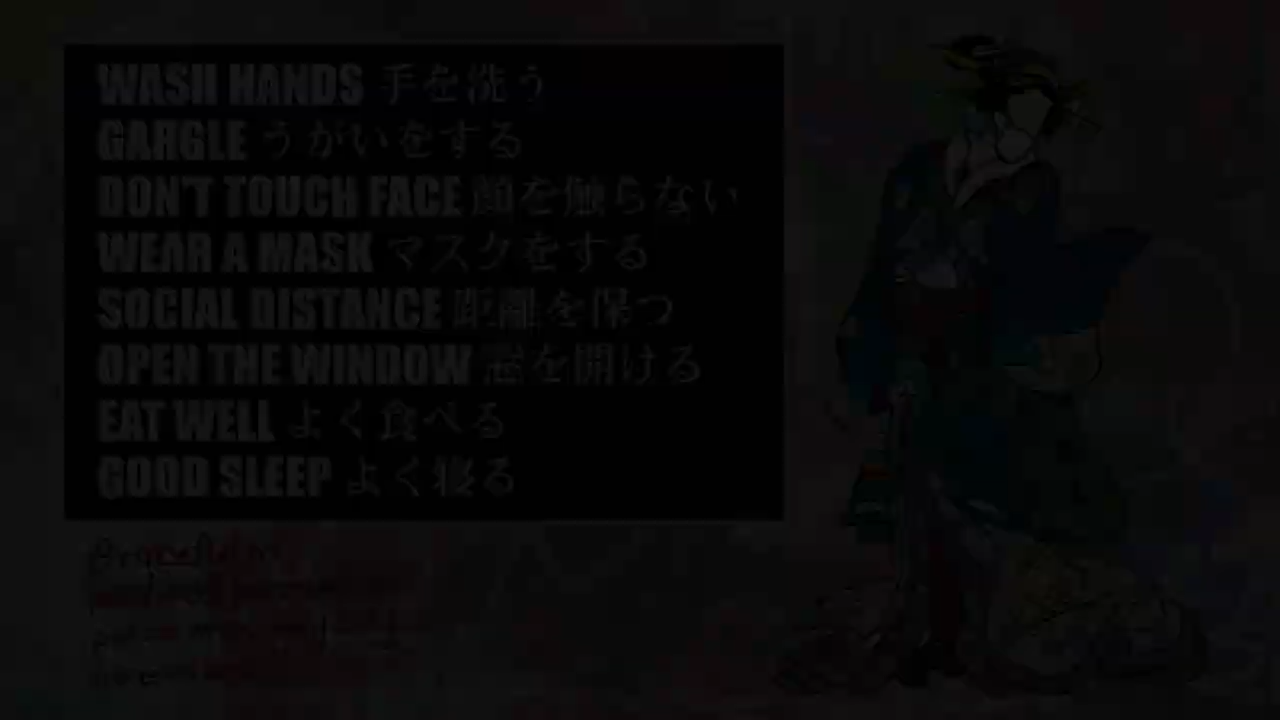 WASH HANDS 手を洗う
GARGLE うがいをする
DON'T TOUCH FACE 顔を触らない
WEAR A MASK マスクをする
SOCIAL DISTANCE 距離を保つ
OPEN THE WINDOW 窓を開ける
EAT WELL よく食べる
GOOD SLEEP よく寝る